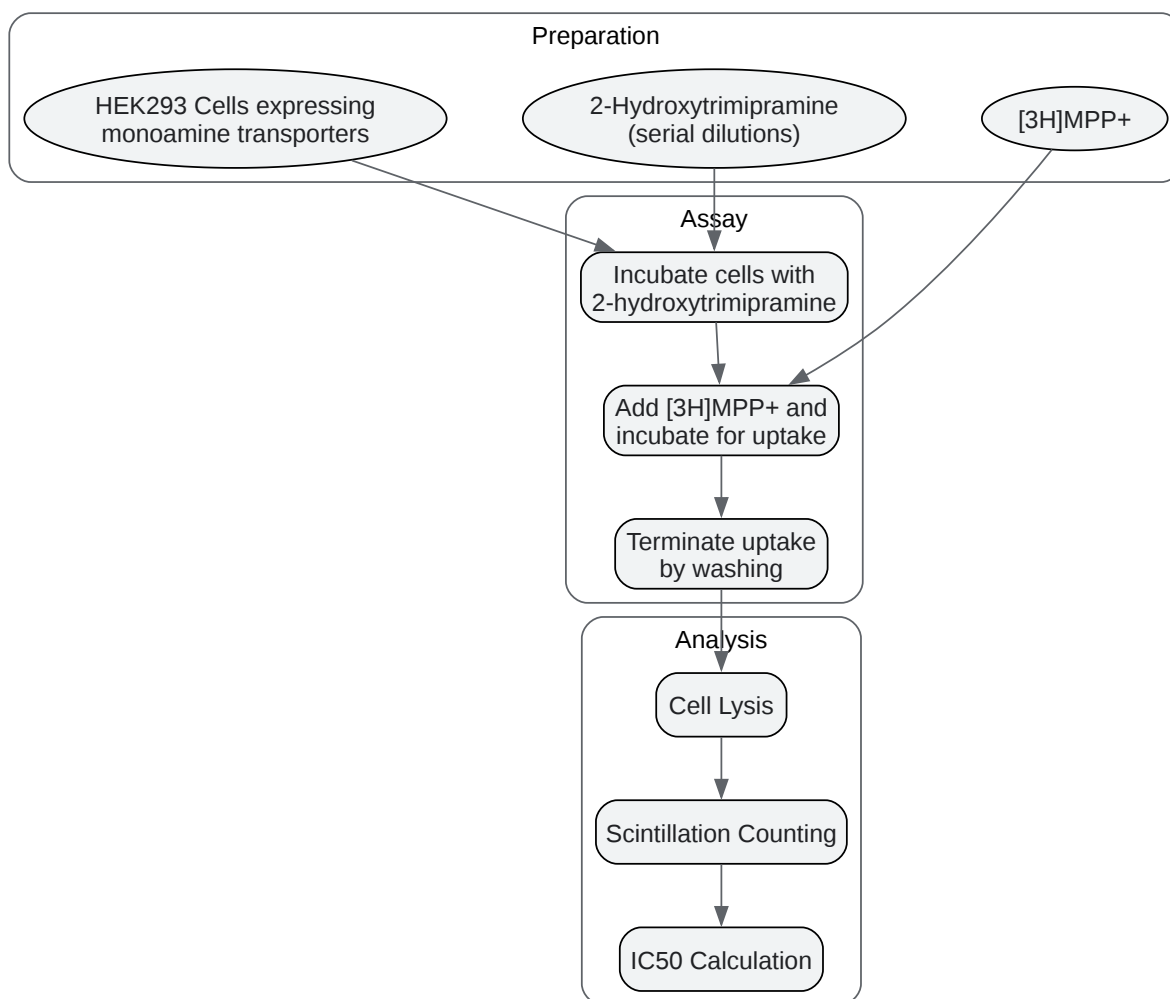 Preparation
HEK293 Cells expressing
monoamine transporters
2-Hydroxytrimipramine
(serial dilutions)
[3H]MPP+
Assay
Incubate cells with
2-hydroxytrimipramine
Add [3H]MPP+ and
incubate for uptake
Terminate uptake
by washing
Analysis
Cell Lysis
Scintillation Counting
IC50 Calculation